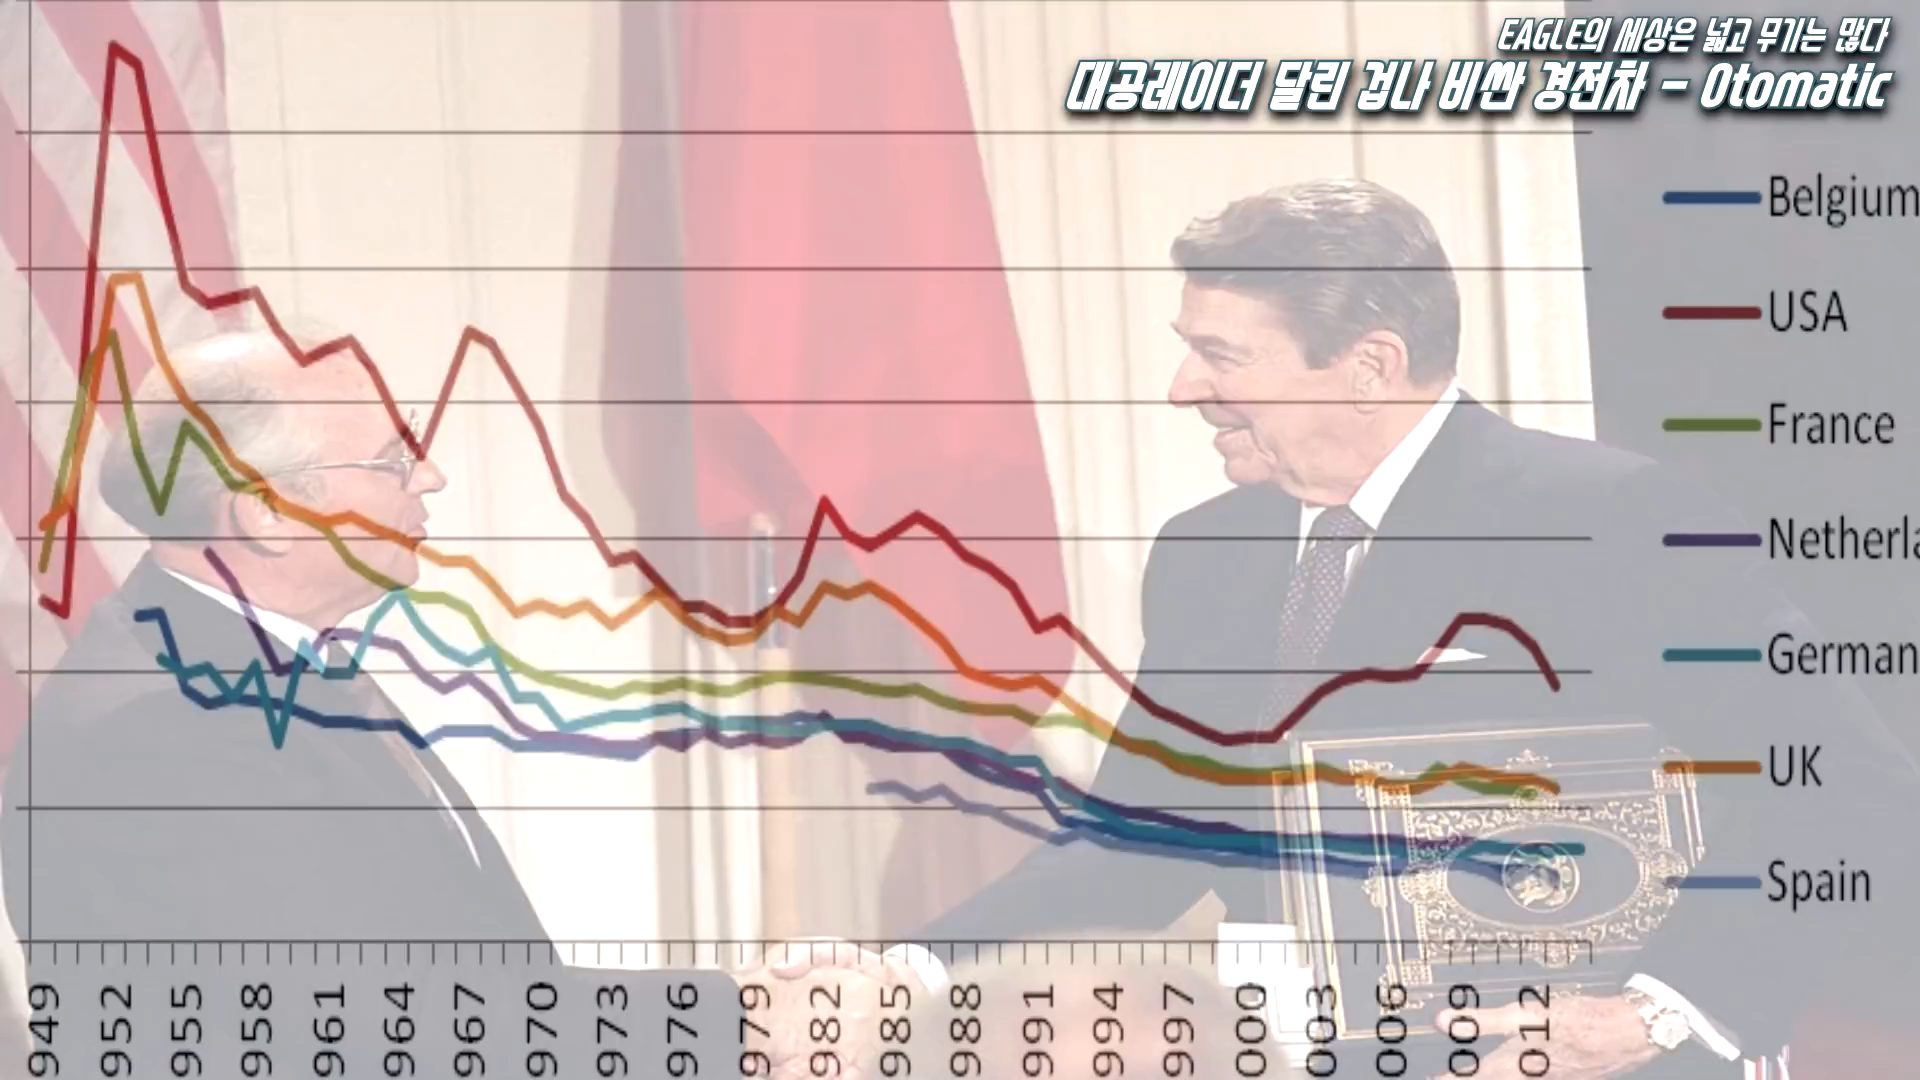 EAGLE의 세상은 넓고 무기는 많다
대공레이더 달린 겁나 비싼 경전차 - Otomatic
Belgium
USA
France
Netherla
German
UK
Spain
949
952
955
958
961
964
967
970
973
976
979
982
985
988
991
994
997
000
003
006
009
012